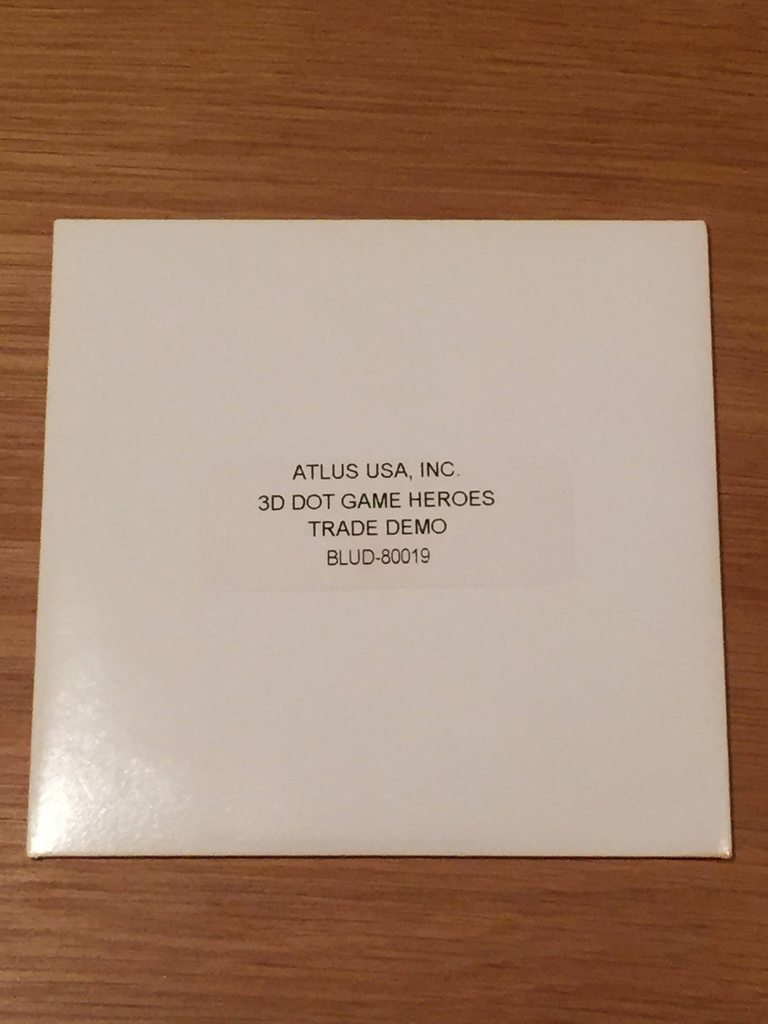 ATLUS USA, INC.
3D DOT GAME HEROES
TRADE DEMO
BLUD-80019